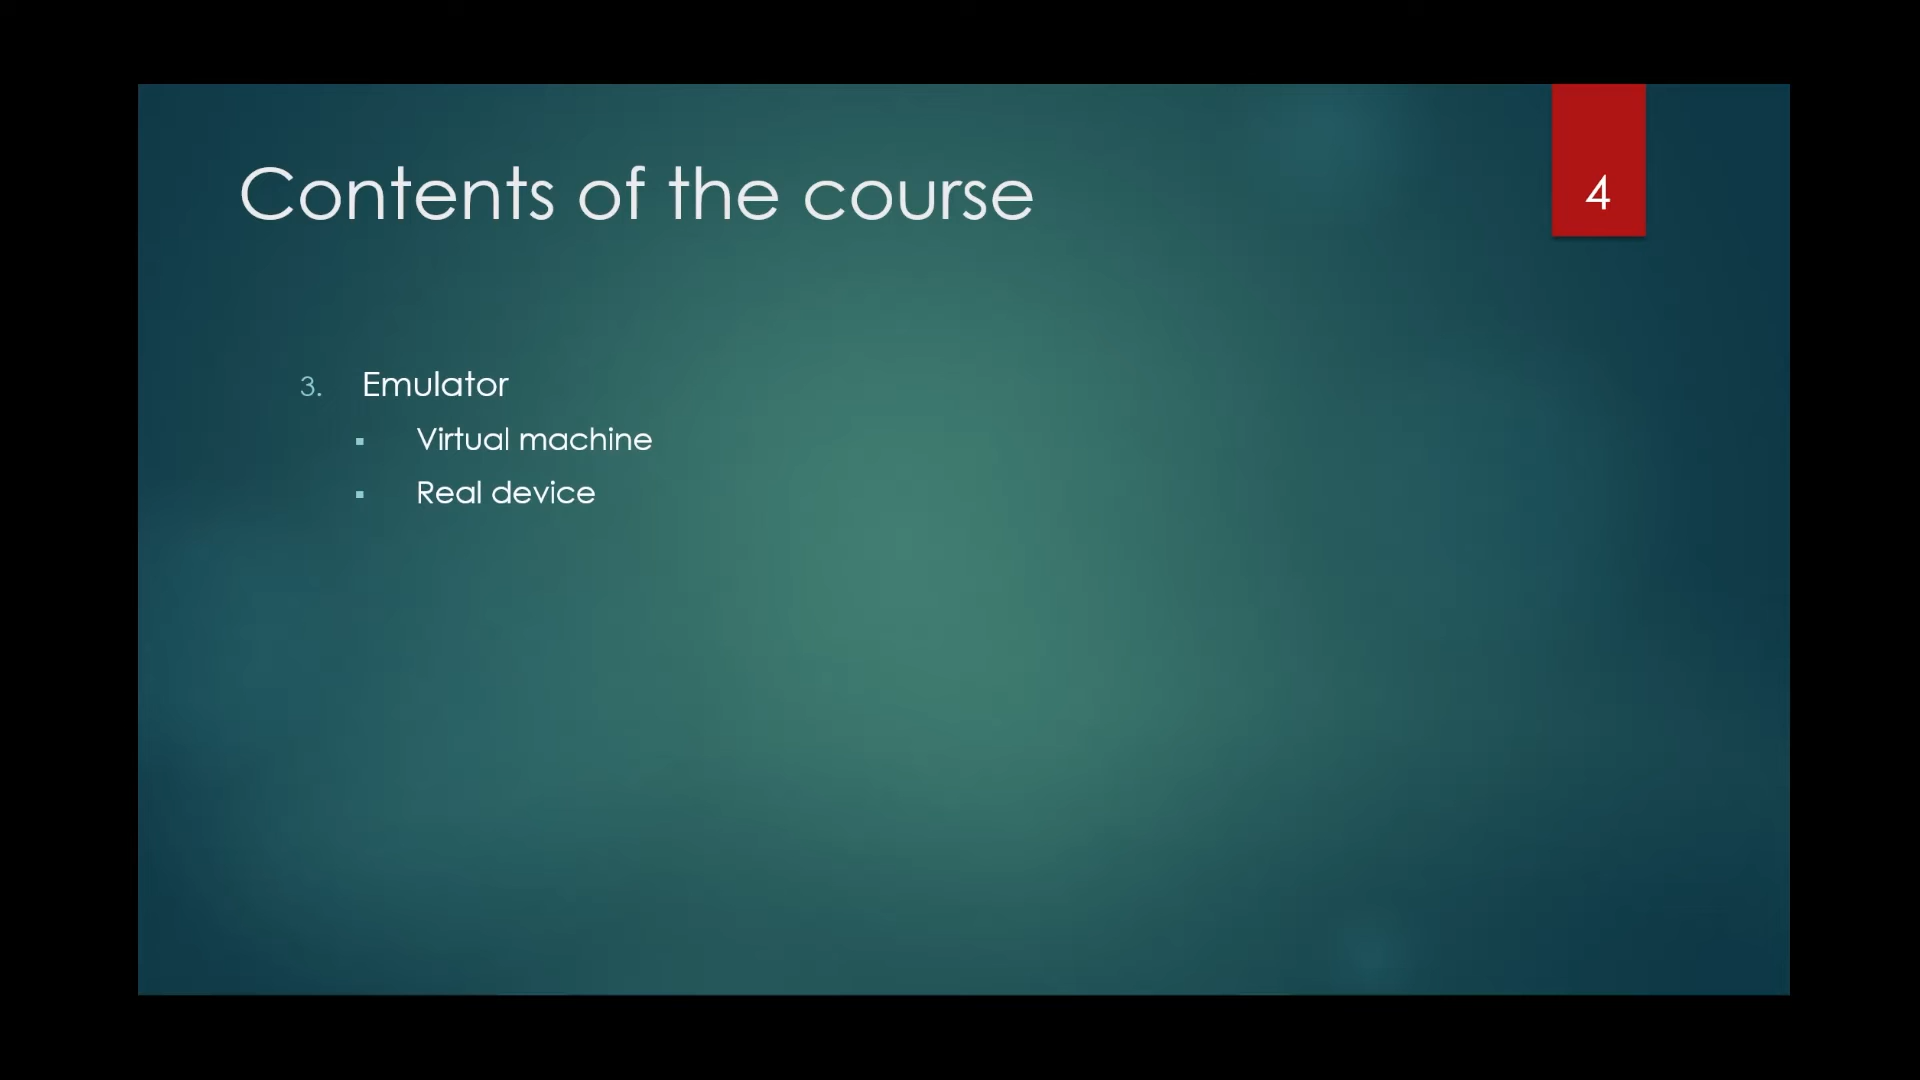 Contents of the course
4
3. Emulator
▪ Virtual machine
▪ Real device